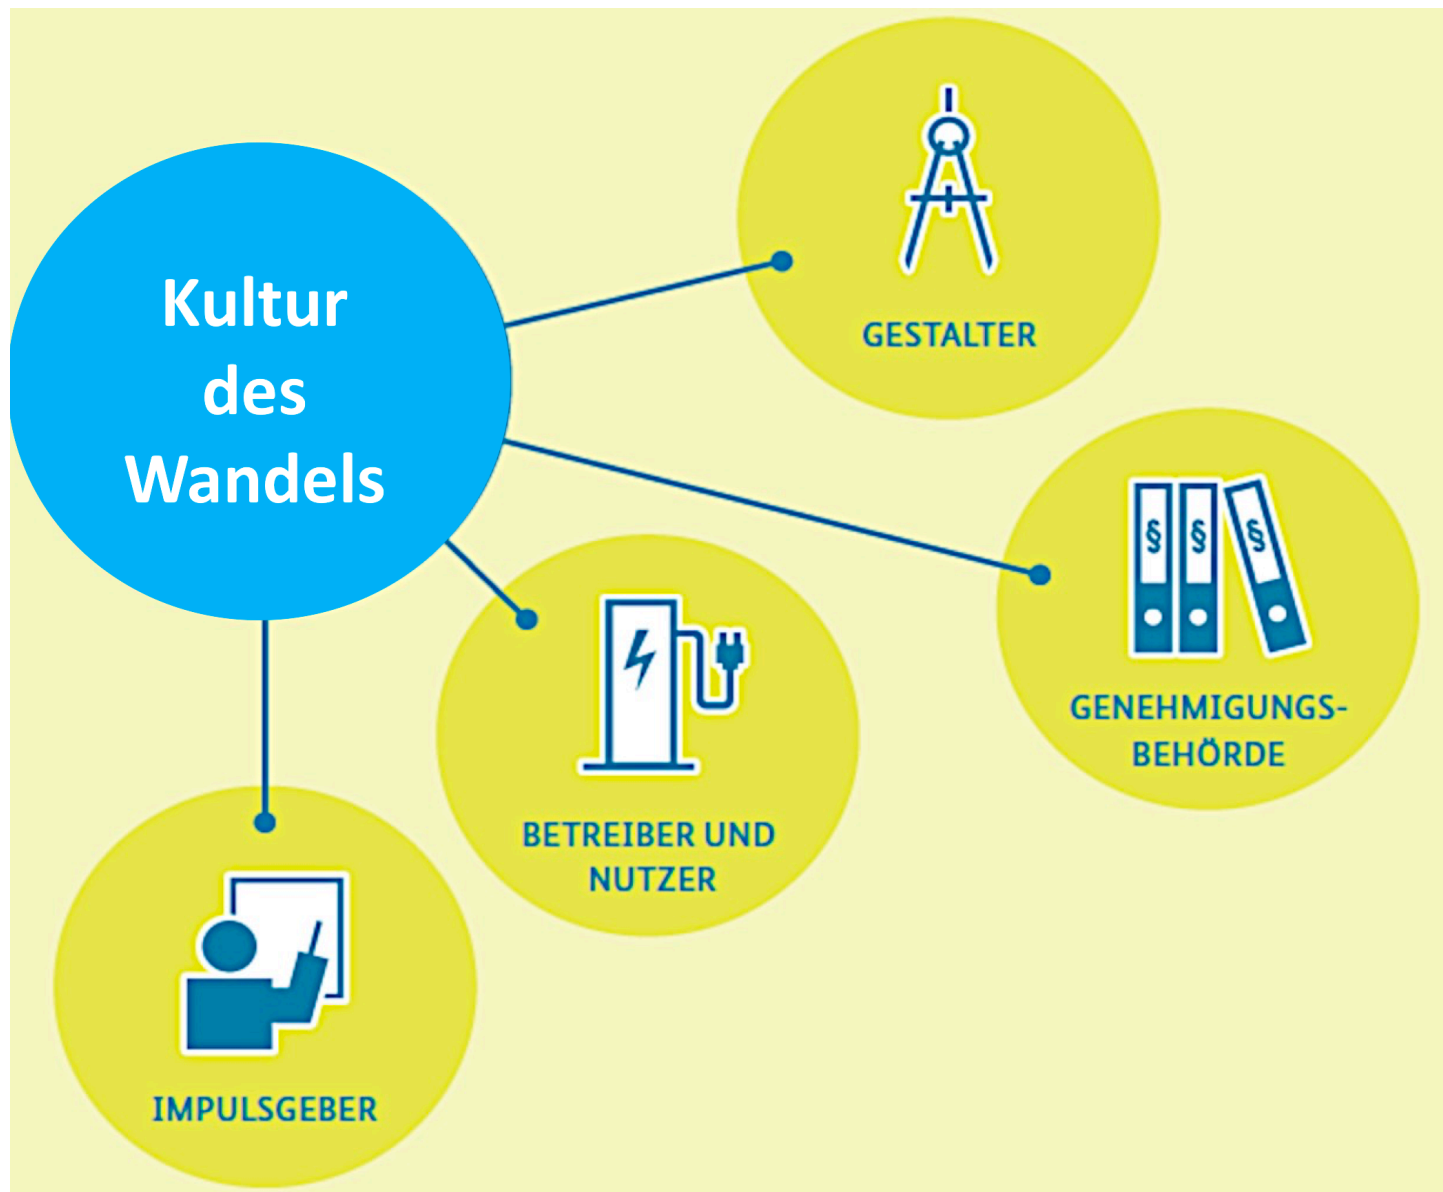 Kultur
des
Wandels
GESTALTER
§ § §
GENEHMIGUNGS-
BEHÖRDE
BETREIBER UND
NUTZER
IMPULSGEBER